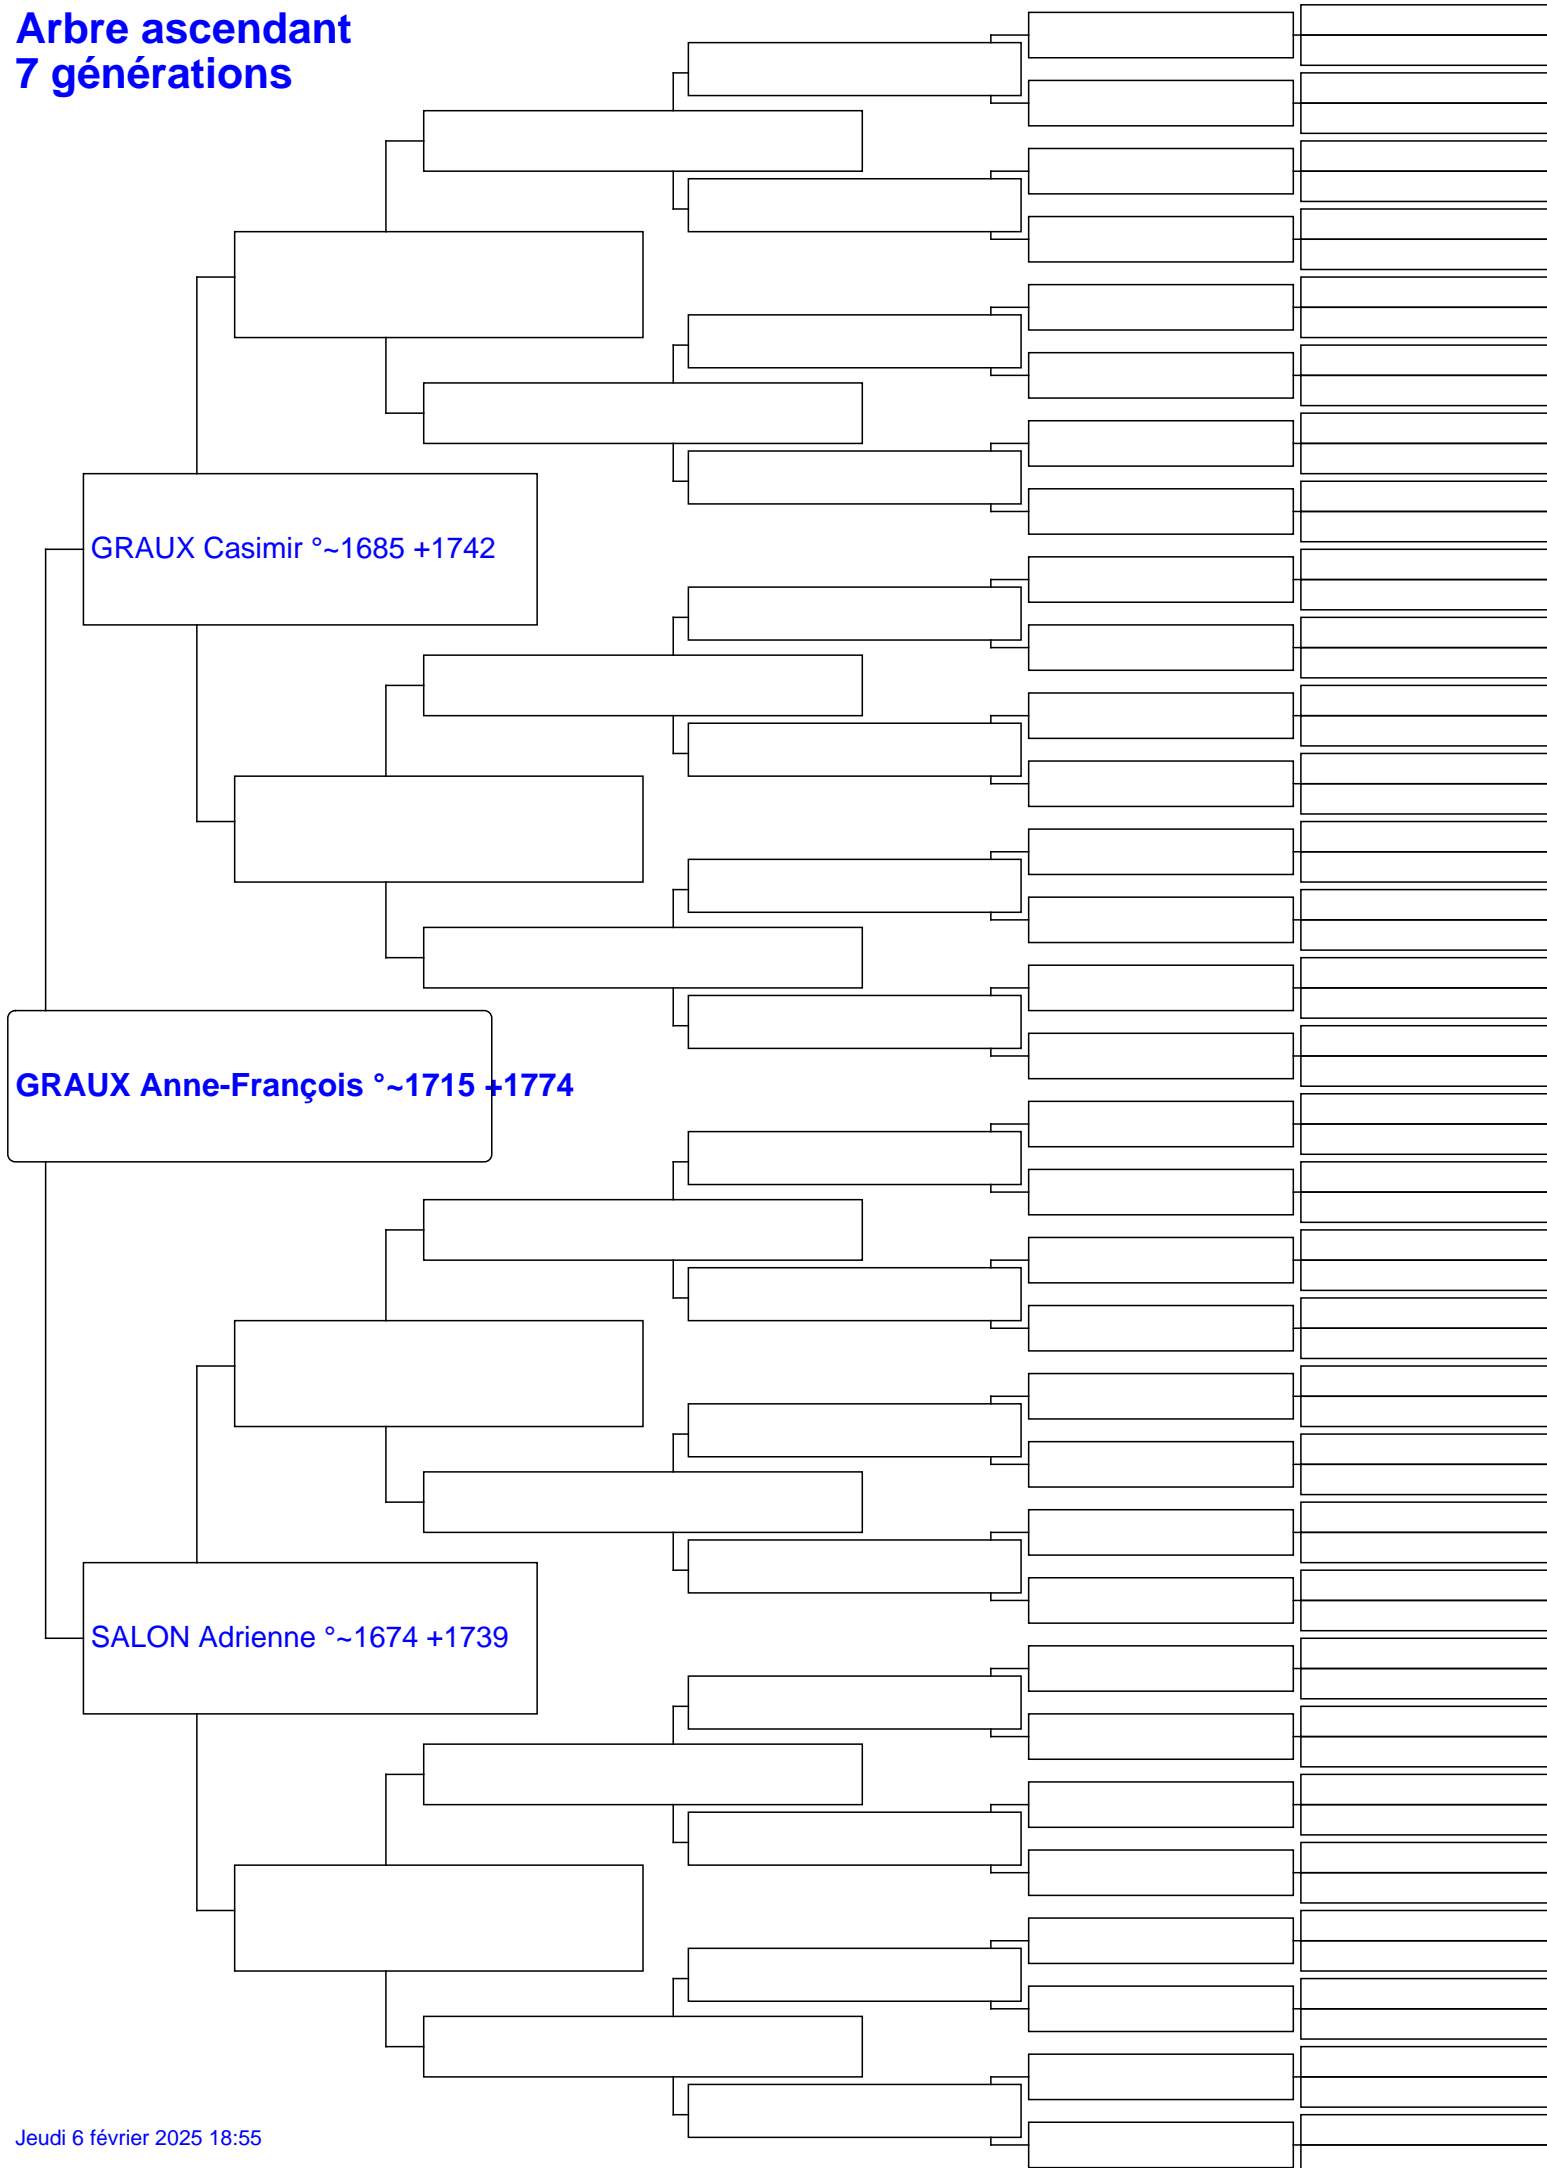 Arbre ascendant
7 générations
GRAUX Casimir °~1685 +1742
GRAUX Anne-François °~1715 +1774
SALON Adrienne °~1674 +1739
Jeudi 6 février 2025 18:55